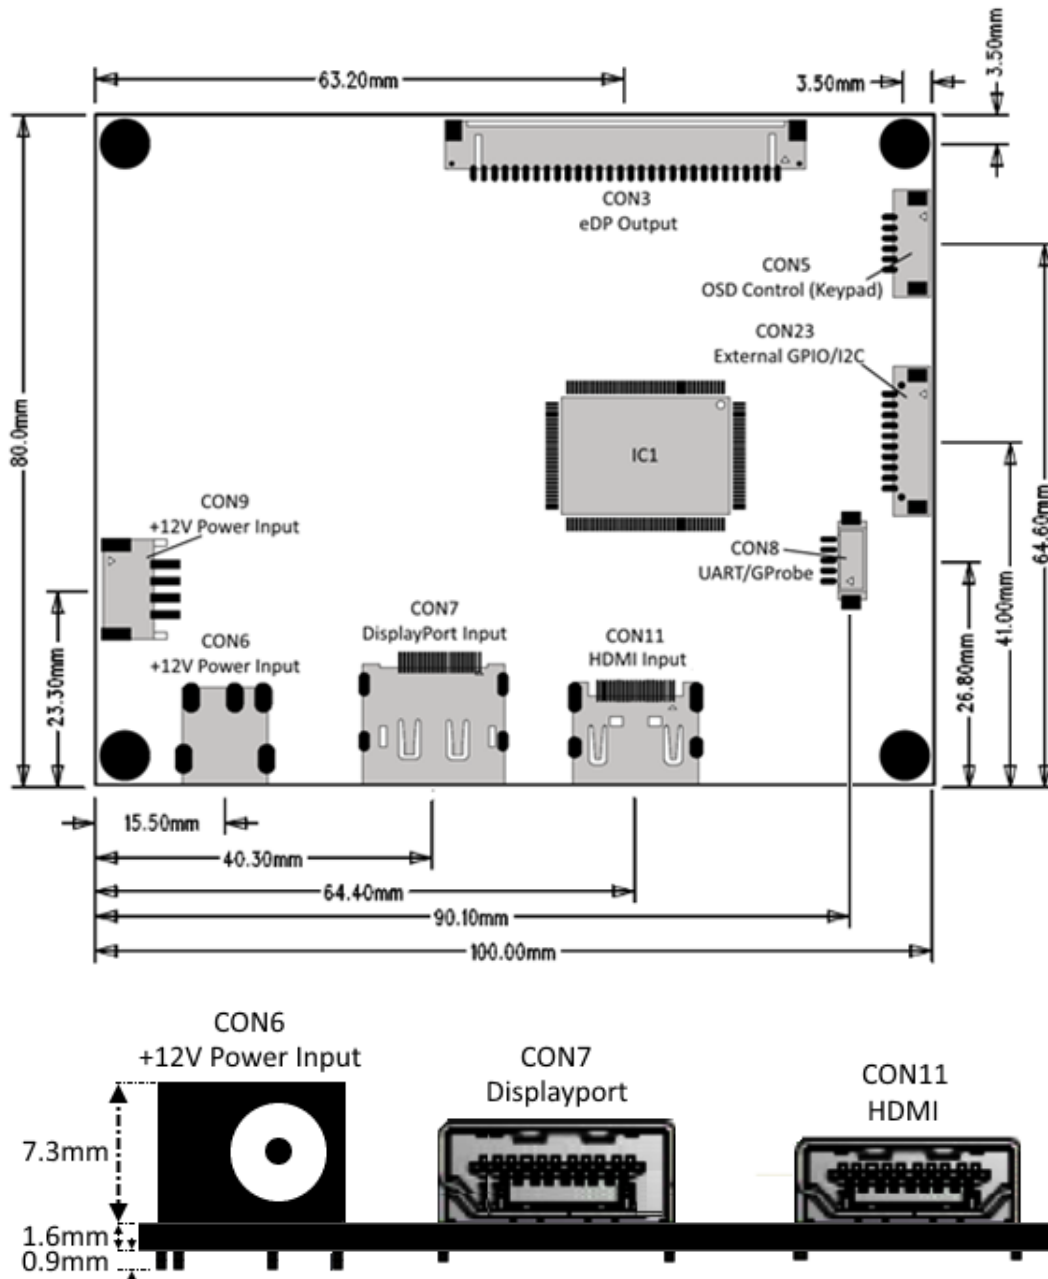 63.20mm
3.50mm
3.50mm
CON3
eDP Output
CON5
OSD Control (Keypad)
CON23
External GPIO/I2C
80.0mm
IC1
64.60mm
CON9
+12V Power Input
CON8
UART/GProbe
41.00mm
26.80mm
CON7
DisplayPort Input
CON11
HDMI Input
CON6
+12V Power Input
23.30mm
15.50mm
40.30mm
64.40mm
90.10mm
100.00mm
CON6
+12V Power Input
CON7
Displayport
CON11
HDMI
7.3mm
1.6mm
0.9mm